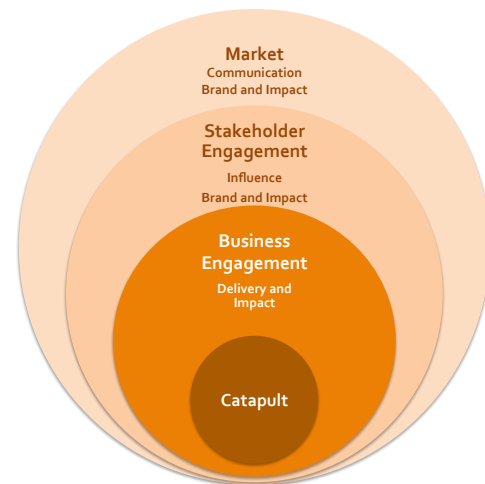 Market
Communication
Brand and Impact
Stakeholder
Engagement
Influence
Brand and Impact
Business
Engagement
Delivery and
Impact
Catapult